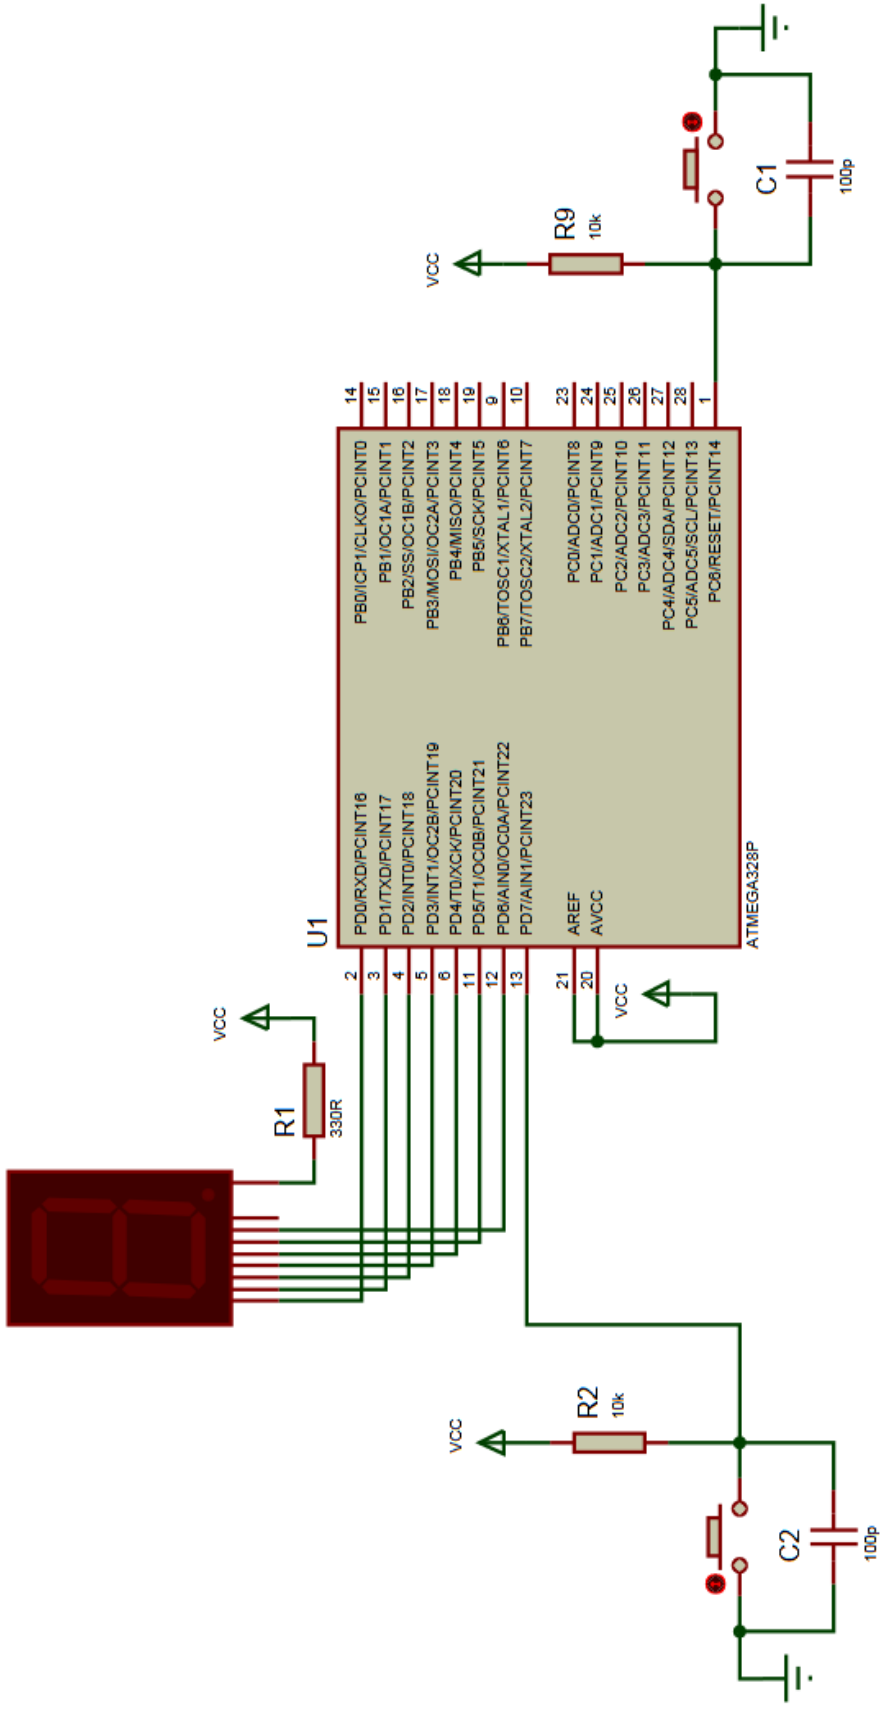 VCC
R1
330R
U1
2 PD0/RXD/PCINT16 PB0/ICP1/CLKO/PCINT0 14
3 PD1/TXD/PCINT17 PB1/OC1A/PCINT1 15
4 PD2/INT0/PCINT18 PB2/SS/OC1B/PCINT2 16
5 PD3/INT1/OC2B/PCINT19 PB3/MOSI/OC2A/PCINT3 17
6 PD4/T0/XCK/PCINT20 PB4/MISO/PCINT4 18
11 PD5/T1/OC0B/PCINT21 PB5/SCK/PCINT5 19
12 PD6/AIN0/OC0A/PCINT22 PB6/TOSC1/XTAL1/PCINT6 9
13 PD7/AIN1/PCINT23 PB7/TOSC2/XTAL2/PCINT7 10
21 AREF PC0/ADC0/PCINT8 23
20 AVCC PC1/ADC1/PCINT9 24
PC2/ADC2/PCINT10 25
PC3/ADC3/PCINT11 26
PC4/ADC4/SDA/PCINT12 27
PC5/ADC5/SCL/PCINT13 28
PC6/RESET/PCINT14 1
ATMEGA328P
VCC
VCC
R2
10k
C2
100p
VCC
R9
10k
C1
100p